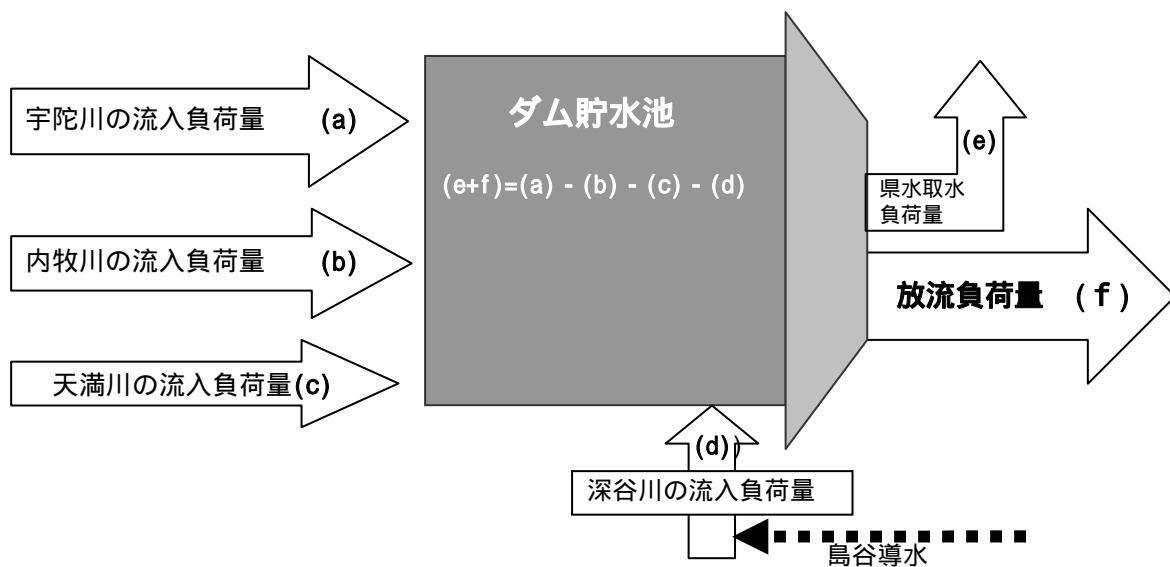 宇陀川の流入負荷量 (a)
ダム貯水池
(e+f)=(a) - (b) - (c) - (d)
(e)
県水取水
負荷量
内牧川の流入負荷量 (b)
放流負荷量 (f)
天満川の流入負荷量(c)
(d))
深谷川の流入負荷量
島谷導水